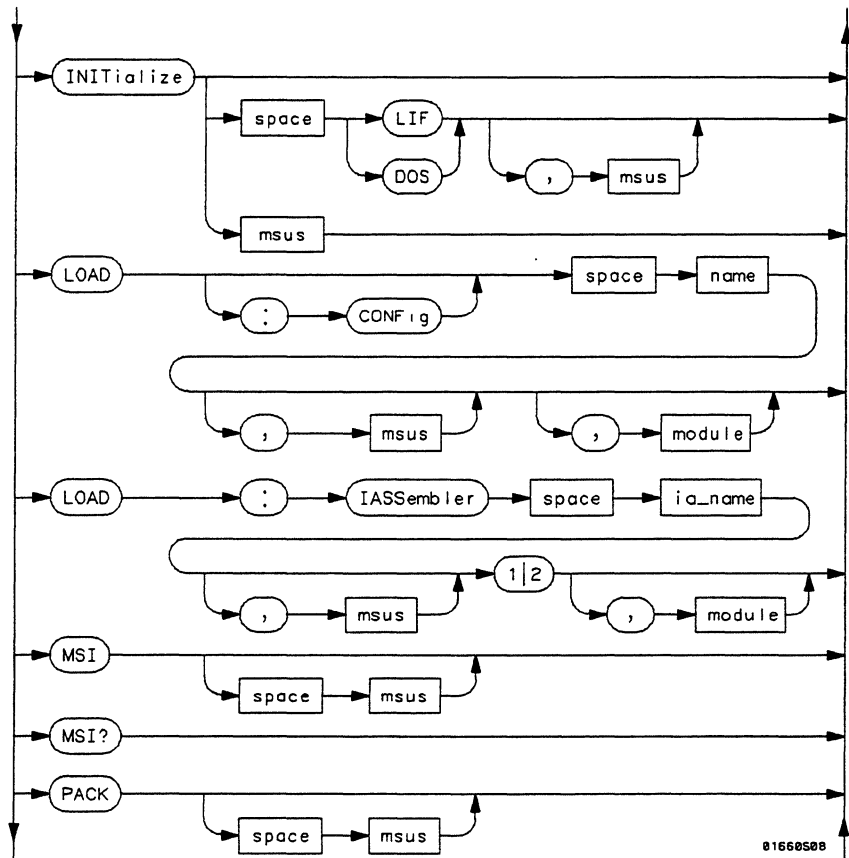 INITialize
space LIF
DOS , msus
msus
LOAD space name
: CONFig
, msus , module
LOAD : IASSembler space ia_name
1|2
, msus , module
MSI
space msus
MSI?
PACK
space msus
01660S08